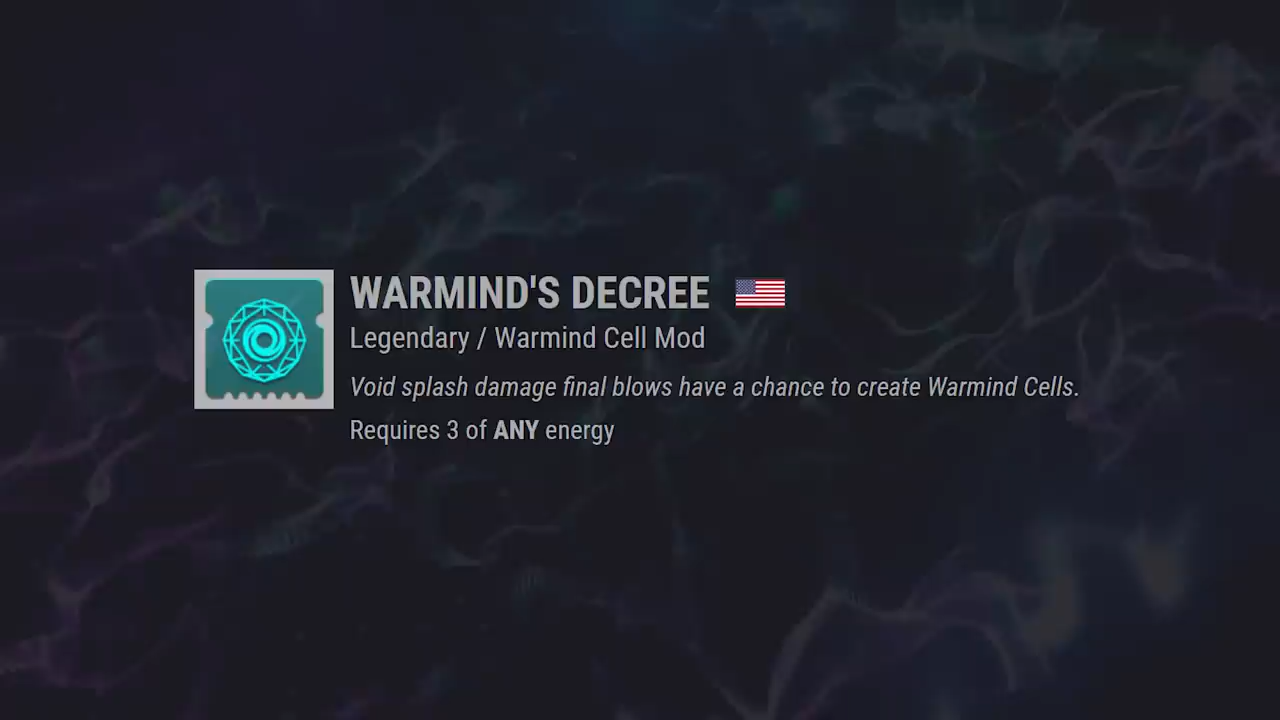 WARMIND'S DECREE
Legendary / Warmind Cell Mod
Void splash damage final blows have a chance to create Warmind Cells.
Requires 3 of ANY energy